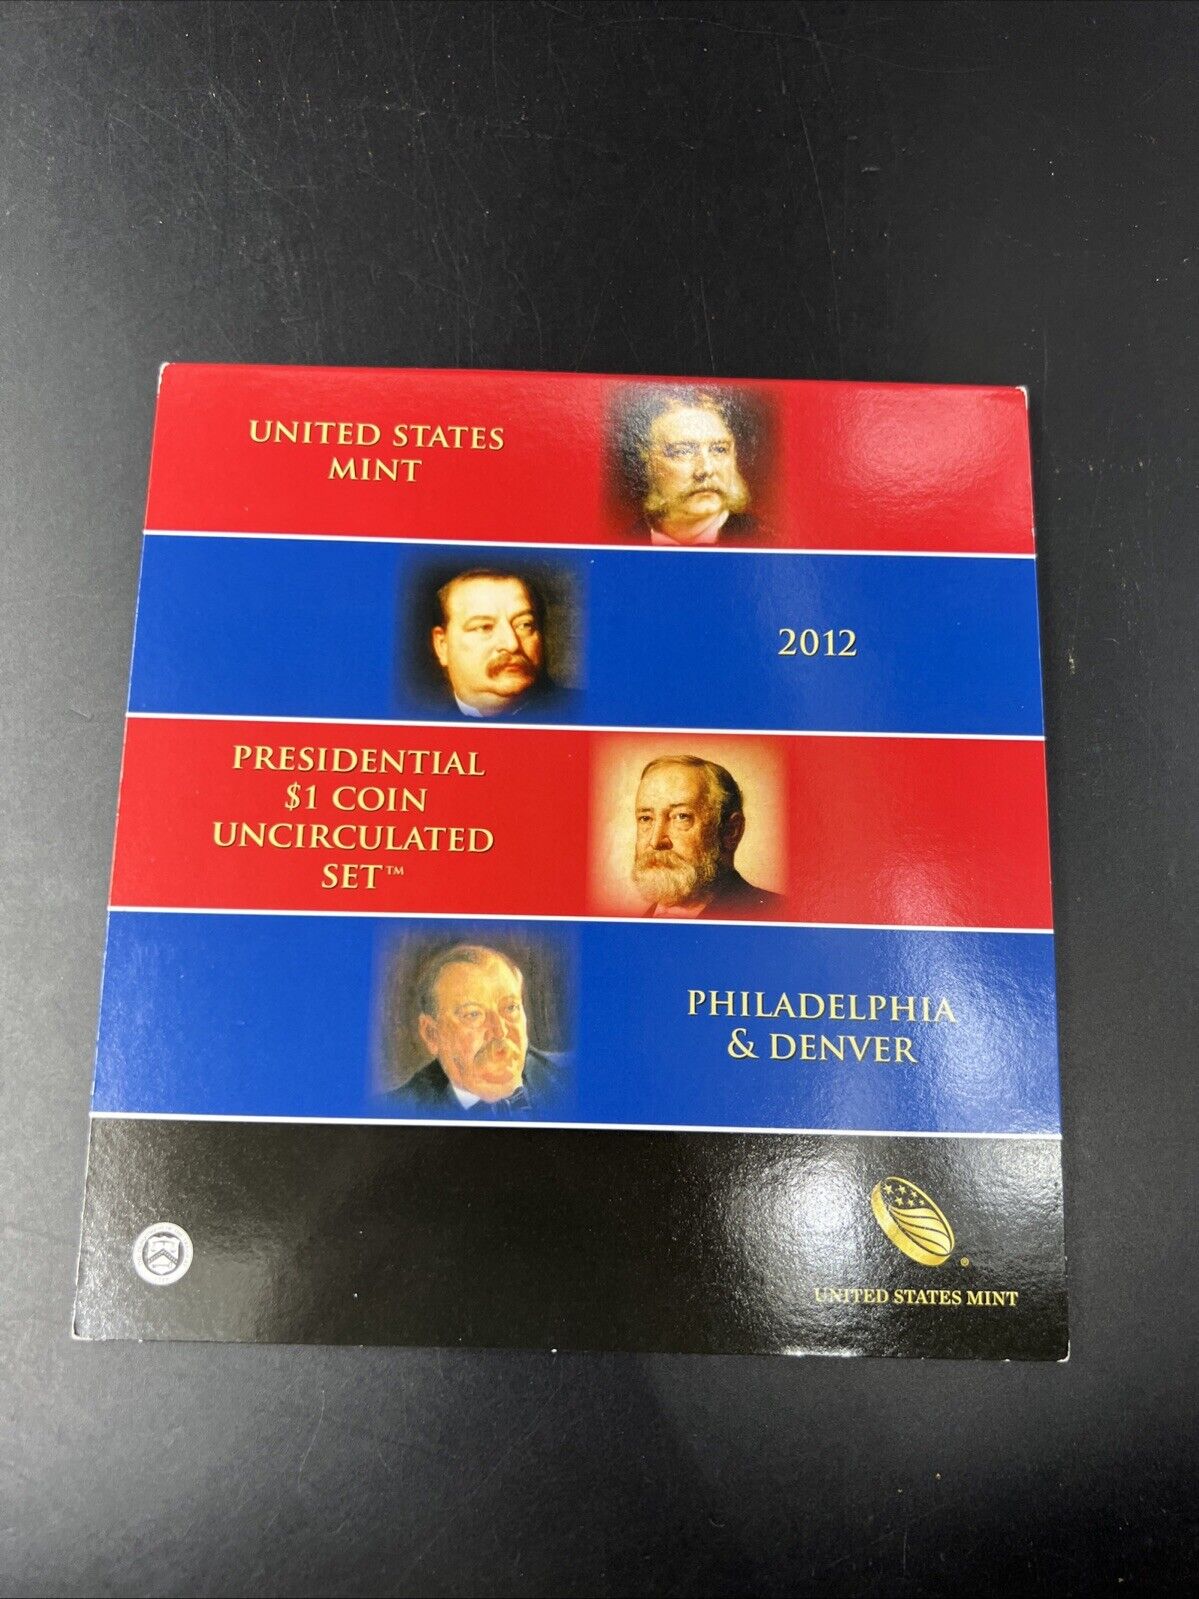 UNITED STATES
MINT
2012
PRESIDENTIAL
$1 COIN
UNCIRCULATED
SET™
PHILADELPHIA
& DENVER
®
UNITED STATES MINT